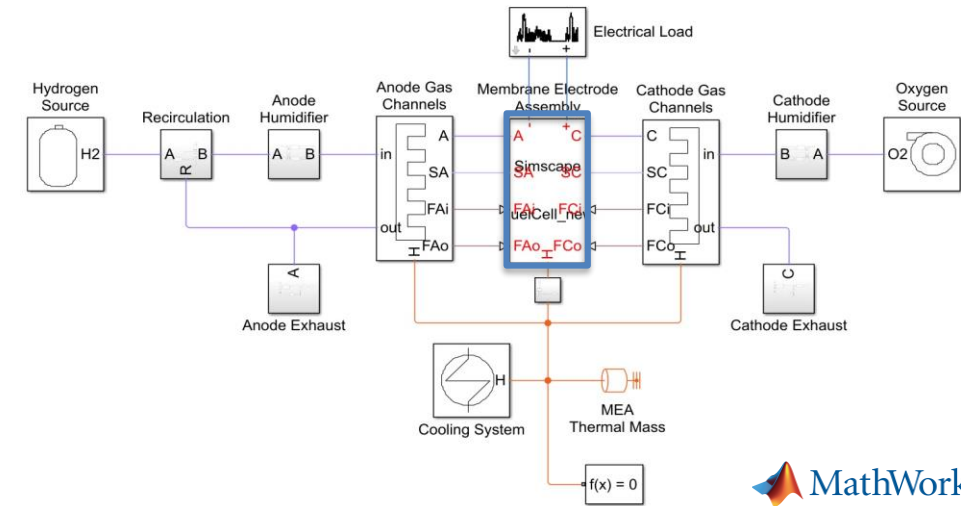 Electrical Load
- +
Hydrogen
Source
H2
Recirculation
A B
R
Anode
Humidifier
A B
Anode Gas
Channels
in
out
A
SA
FAi
FAo
H
Membrane Electrode
Assembly
- +
A C
Simscape
SA SC
FAi FCi
uelCell_new
FAo FCo
H
Cathode Gas
Channels
C
SC
FCi
FCo
in
out
H
Cathode
Humidifier
B A
Oxygen
Source
O2
A
Anode Exhaust
C
Cathode Exhaust
H
Cooling System
MEA
Thermal Mass
f(x) = 0
MathWork